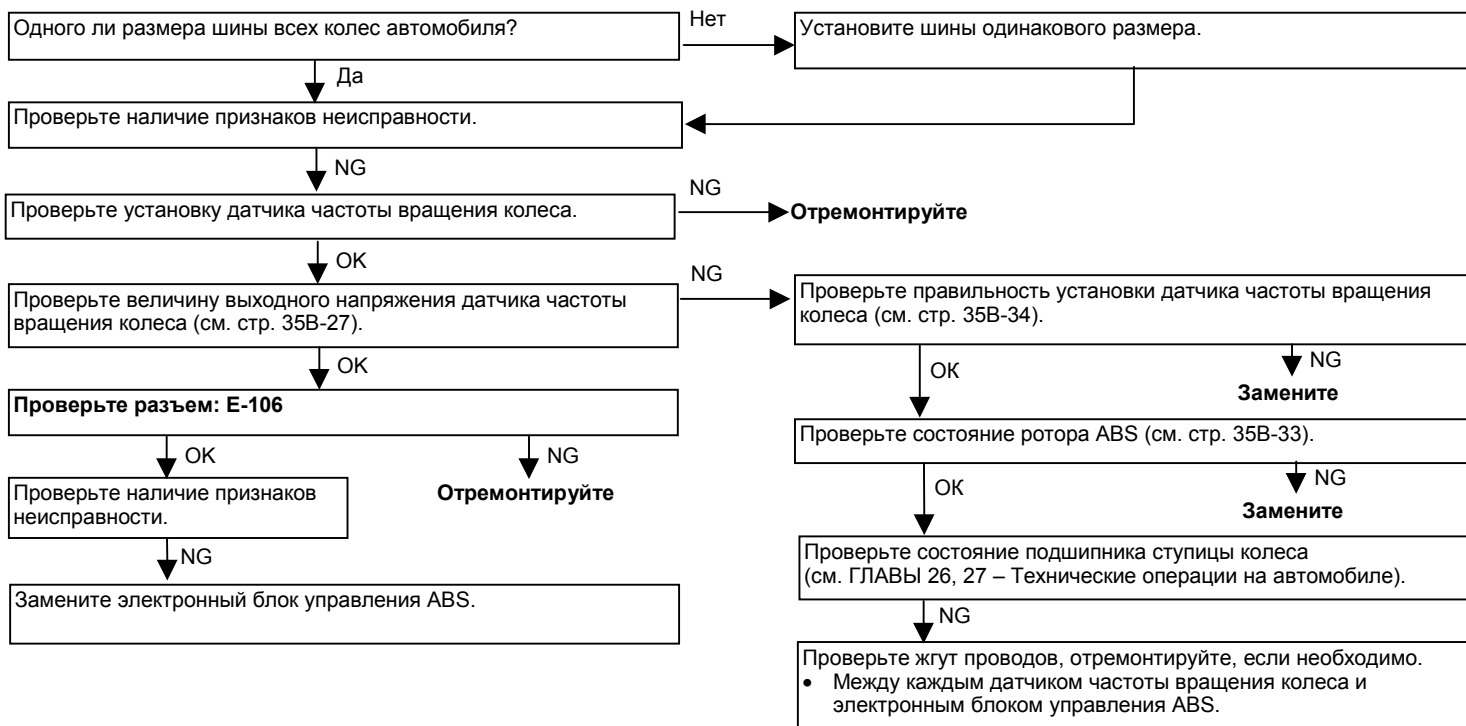 Одного ли размера шины всех колес автомобиля?
Нет
Установите шины одинакового размера.
Да
Проверьте наличие признаков неисправности.
NG
Проверьте установку датчика частоты вращения колеса.
NG
Отремонтируйте
OK
Проверьте величину выходного напряжения датчика частоты
вращения колеса (см. стр. 35B-27).
NG
Проверьте правильность установки датчика частоты вращения
колеса (см. стр. 35B-34).
OK
NG
Замените
OK
Проверьте разъем: E-106
Проверьте состояние ротора ABS (см. стр. 35B-33).
OK
NG
Отремонтируйте
NG
Замените
OK
Проверьте наличие признаков
неисправности.
Проверьте состояние подшипника ступицы колеса
(см. ГЛАВЫ 26, 27 – Технические операции на автомобиле).
NG
Замените электронный блок управления ABS.
NG
Проверьте жгут проводов, отремонтируйте, если необходимо.
• Между каждым датчиком частоты вращения колеса и
электронным блоком управления ABS.